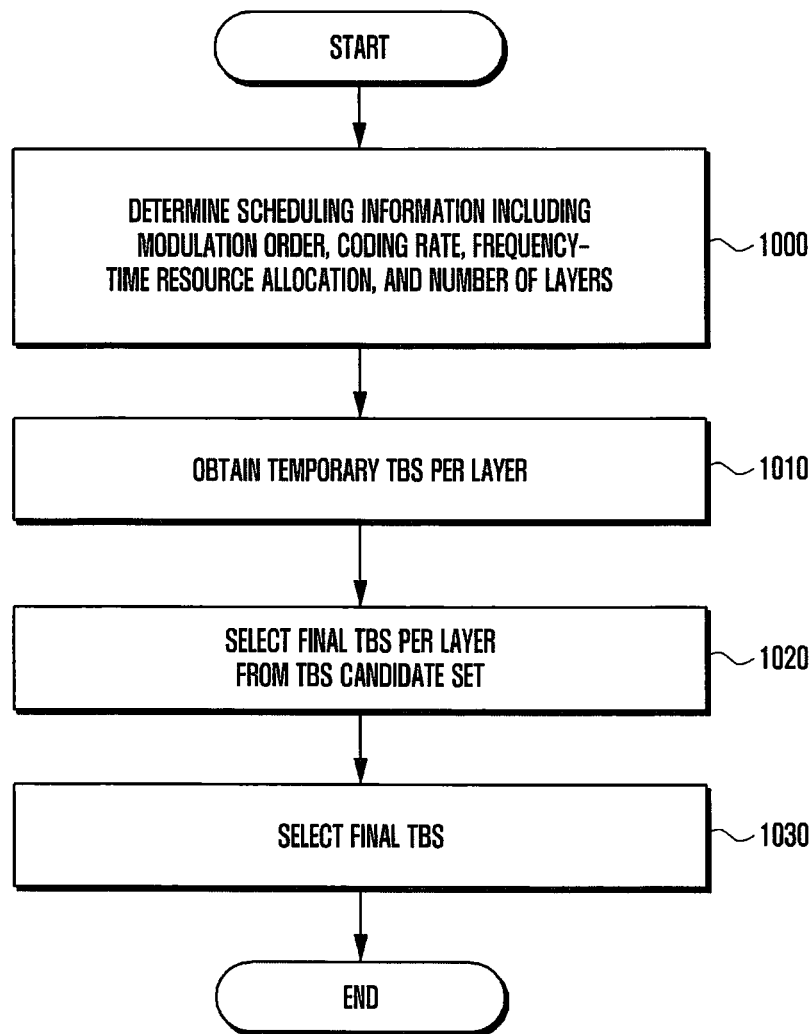 START
DETERMINE SCHEDULING INFORMATION INCLUDING
MODULATION ORDER, CODING RATE, FREQUENCY-
TIME RESOURCE ALLOCATION, AND NUMBER OF LAYERS
1000
OBTAIN TEMPORARY TBS PER LAYER
1010
SELECT FINAL TBS PER LAYER
FROM TBS CANDIDATE SET
1020
SELECT FINAL TBS
1030
END